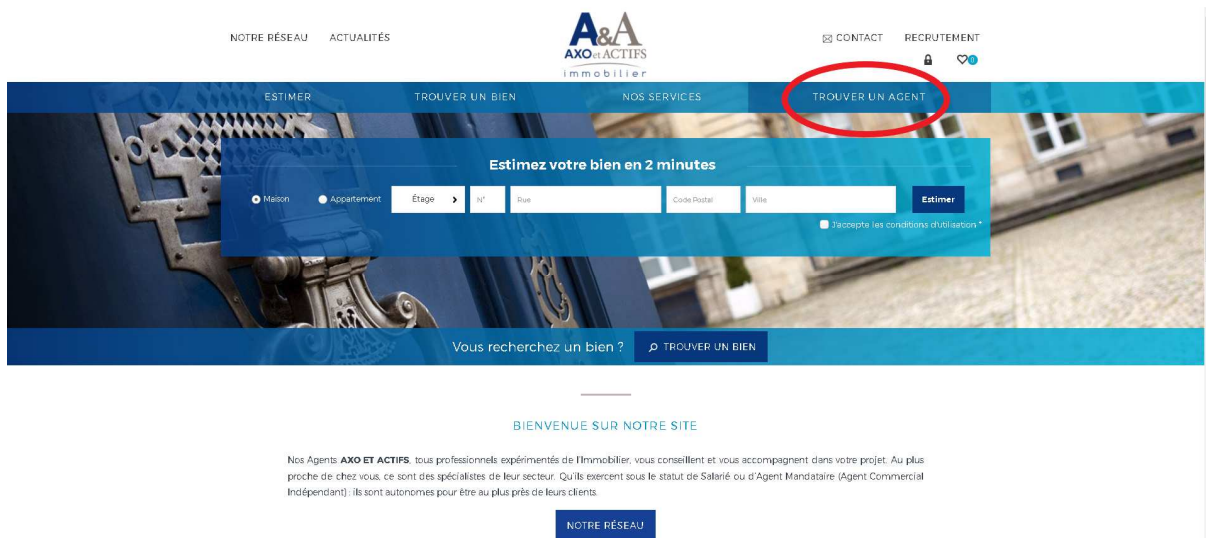 NOTRE RÉSEAU ACTUALITÉS
A&A
AXO et ACTIFS
immobilier
CONTACT RECRUTEMENT
0
ESTIMER TROUVER UN BIEN NOS SERVICES TROUVER UN AGENT
Estimez votre bien en 2 minutes
Maison Appartement Étage N° Rue Code Postal Ville Estimer
J'accepte les conditions d'utilisation *
Vous recherchez un bien ? TROUVER UN BIEN
BIENVENUE SUR NOTRE SITE
Nos Agents AXO ET ACTIFS, tous professionnels expérimentés de l'Immobilier, vous conseillent et vous accompagnent dans votre projet. Au plus
proche de chez vous, ce sont des spécialistes de leur secteur. Qu'ils exercent sous le statut de Salarié ou d'Agent Mandataire (Agent Commercial
Indépendant) ; ils sont autonomes pour être au plus près de leurs clients.
NOTRE RÉSEAU